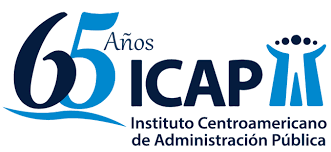 65 Años
ICAP
Instituto Centroamericano
de Administración Pública